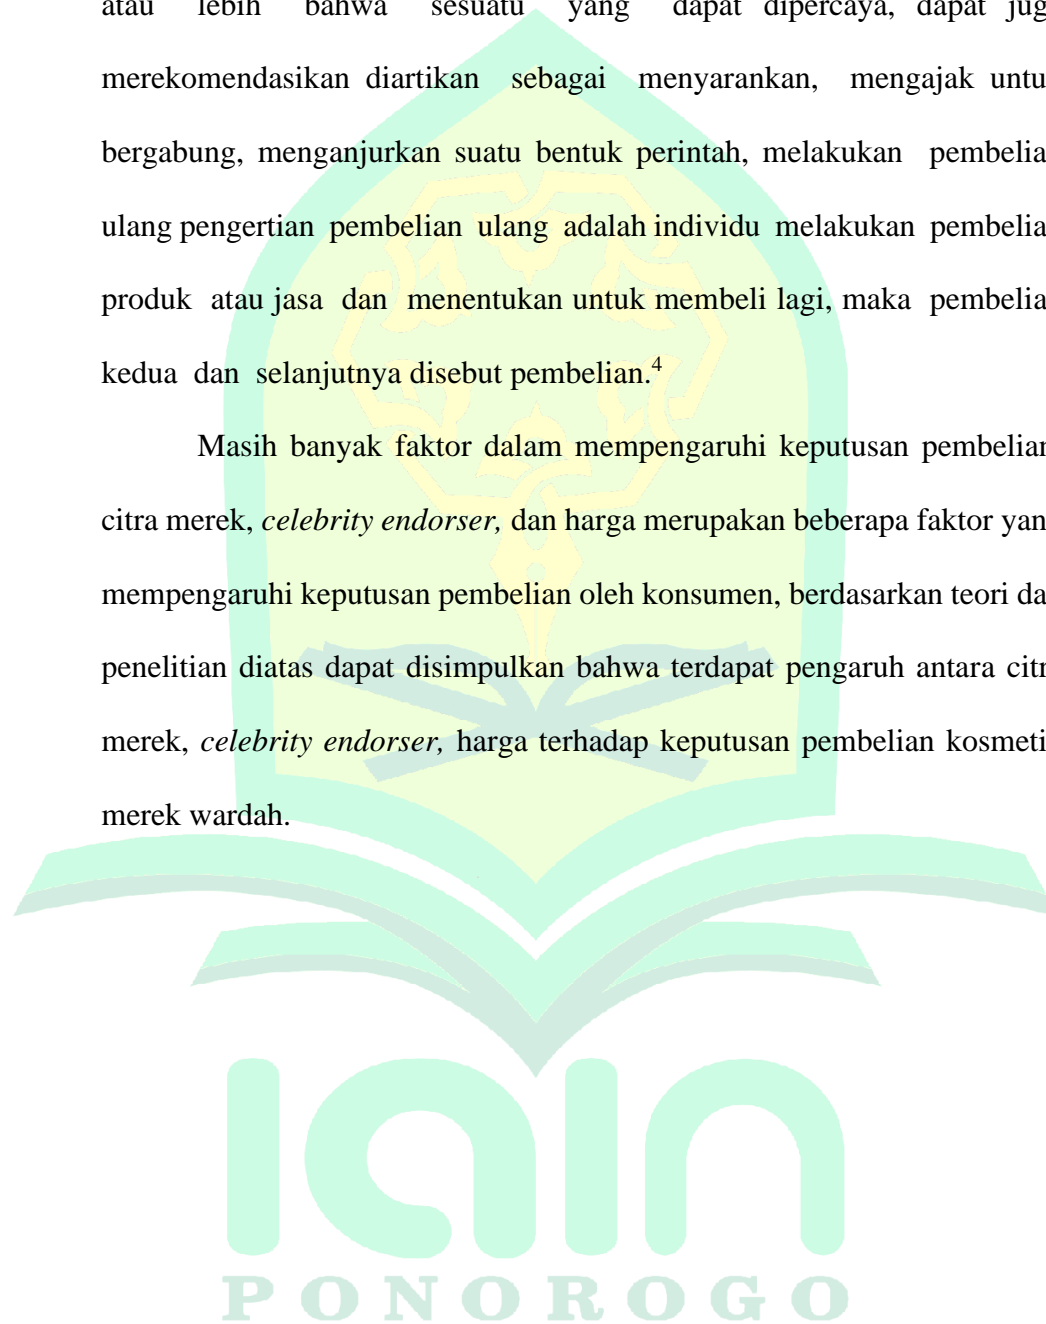 atau lebih bahwa sesuatu yang dapat dipercaya, dapat jug
merekomendasikan diartikan sebagai menyarankan, mengajak untu
bergabung, menganjurkan suatu bentuk perintah, melakukan pembelia
ulang pengertian pembelian ulang adalah individu melakukan pembelia
produk atau jasa dan menentukan untuk membeli lagi, maka pembelia
kedua dan selanjutnya disebut pembelian.4
Masih banyak faktor dalam mempengaruhi keputusan pembelian
citra merek, celebrity endorser, dan harga merupakan beberapa faktor yan
mempengaruhi keputusan pembelian oleh konsumen, berdasarkan teori da
penelitian diatas dapat disimpulkan bahwa terdapat pengaruh antara citr
merek, celebrity endorser, harga terhadap keputusan pembelian kosmeti
merek wardah.
iain
PONOROGO